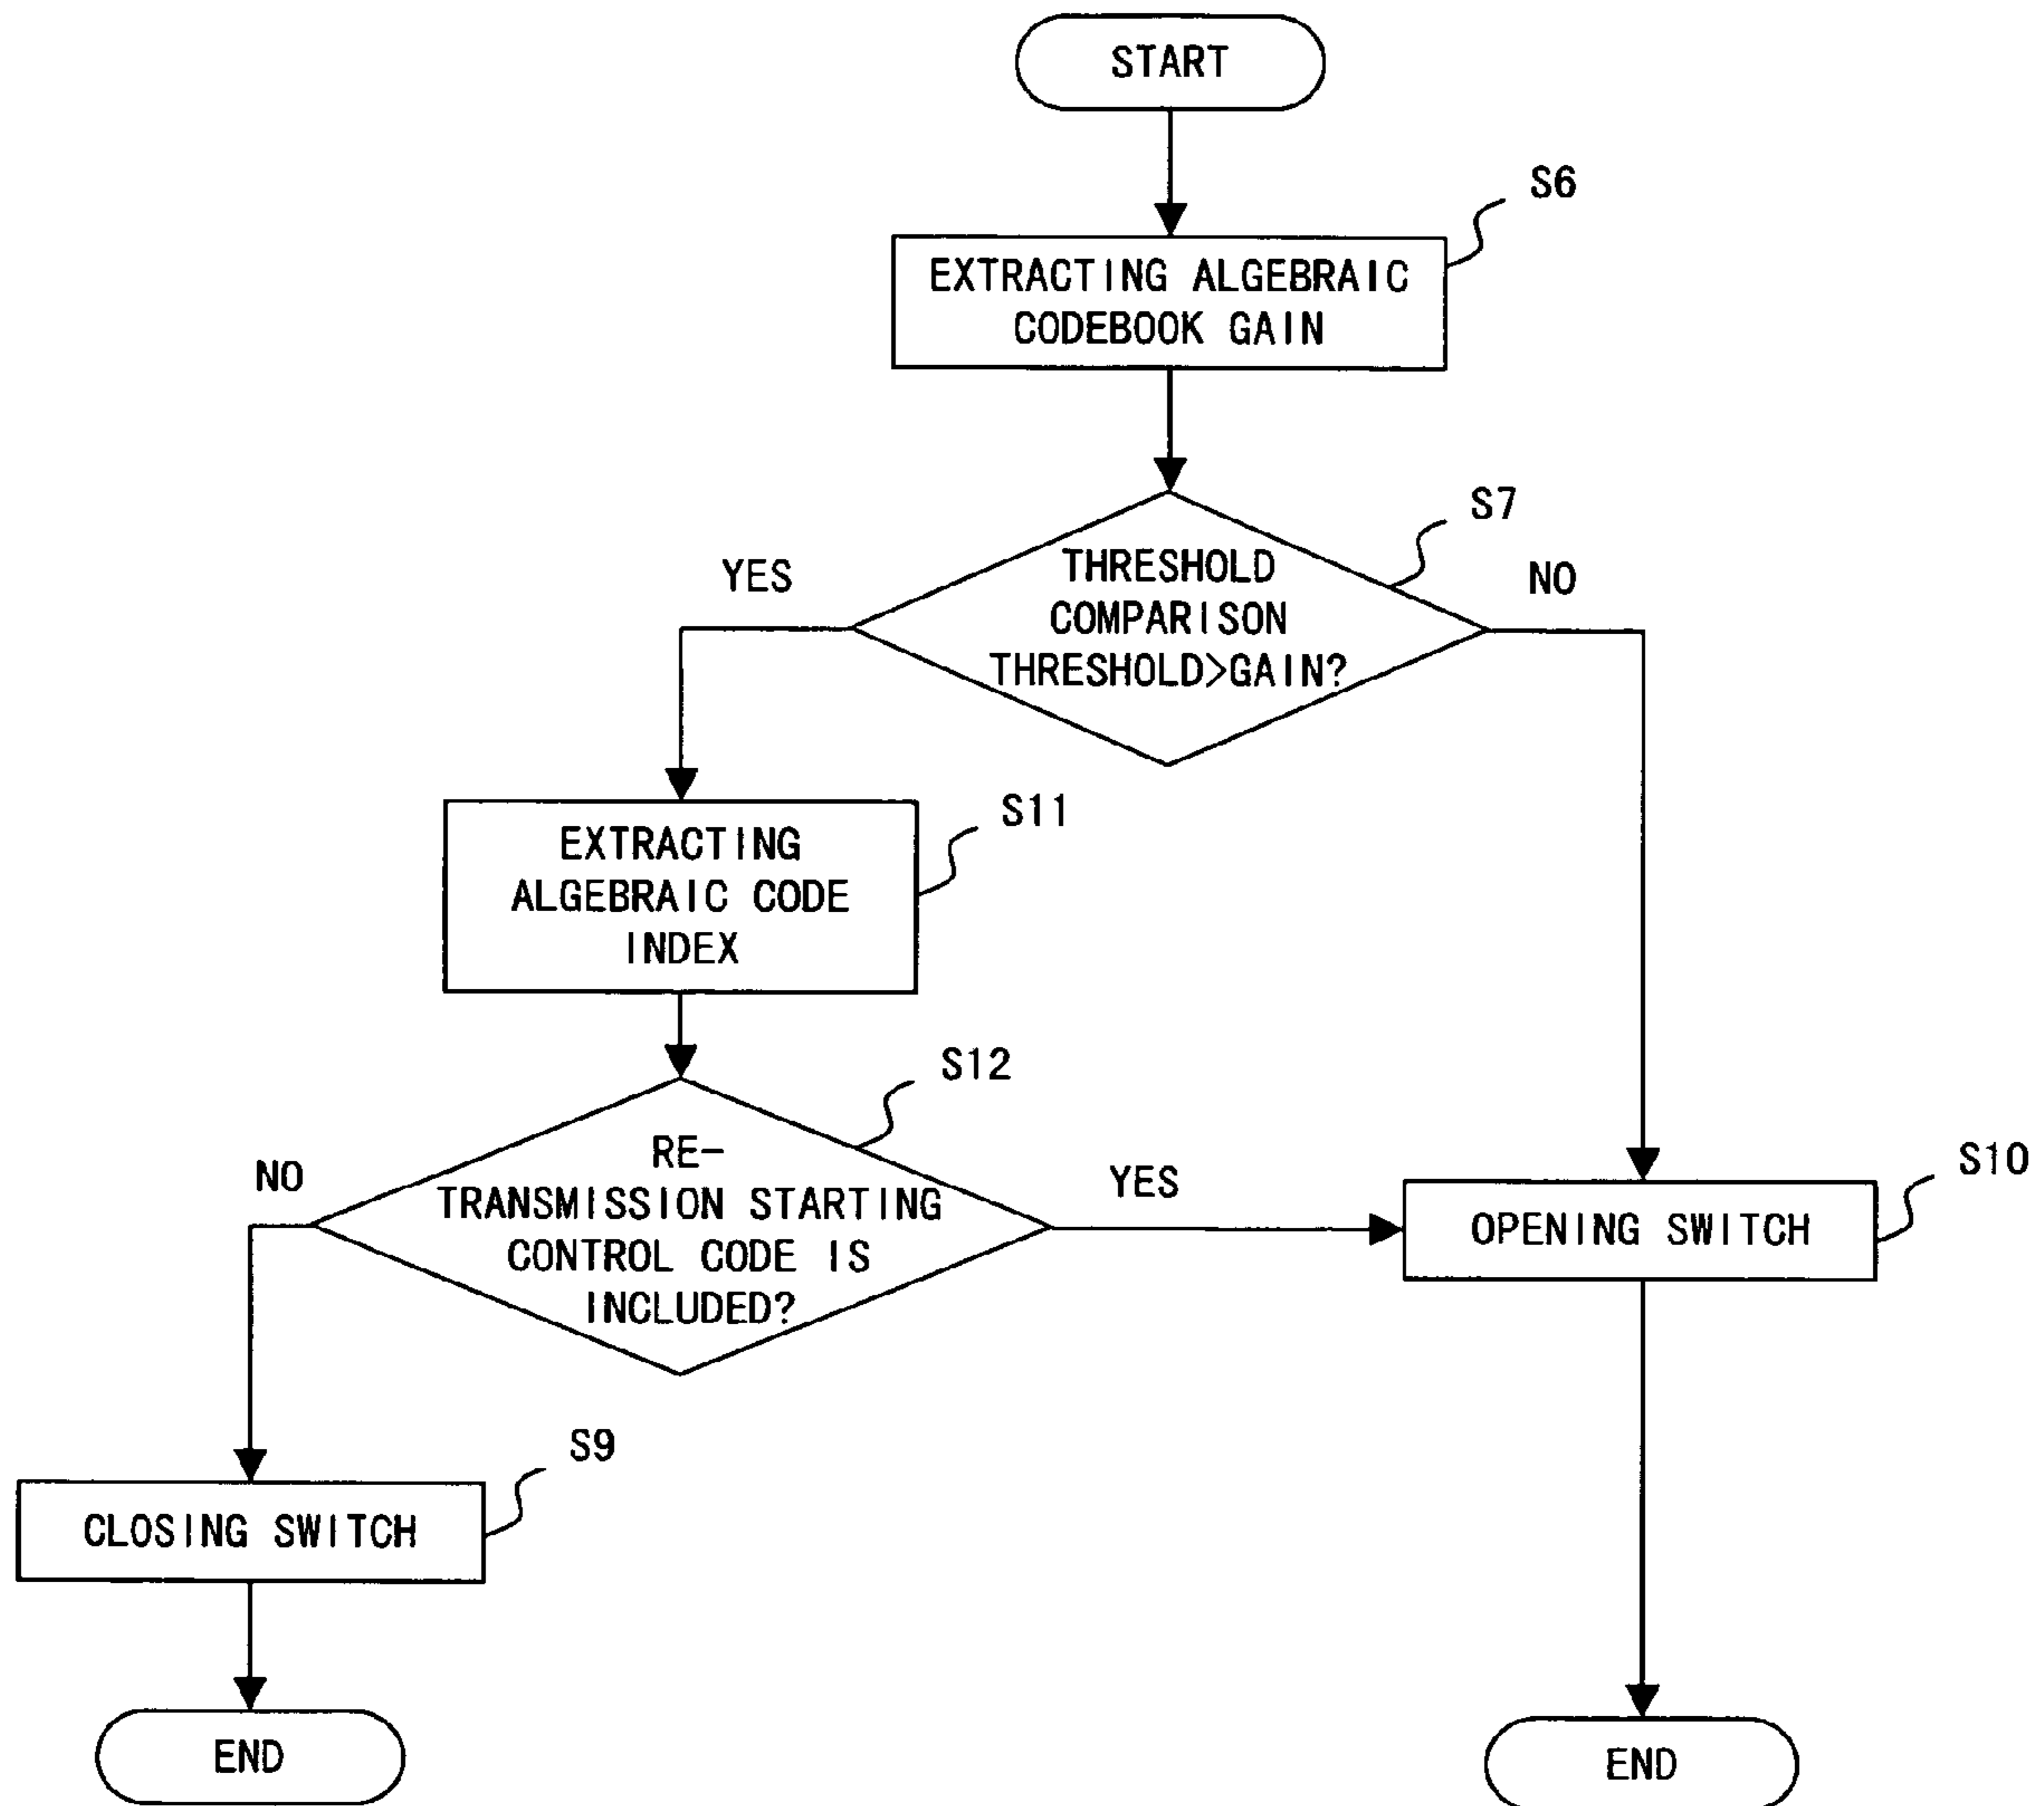 START
S6
EXTRACTING ALGEBRAIC
CODEBOOK GAIN
S7
YES
THRESHOLD
COMPARISON
THRESHOLD>GAIN?
NO
S11
EXTRACTING
ALGEBRAIC CODE
INDEX
S12
NO
RE-
TRANSMISSION STARTING
CONTROL CODE IS
INCLUDED?
YES
S10
OPENING SWITCH
S9
CLOSING SWITCH
END
END